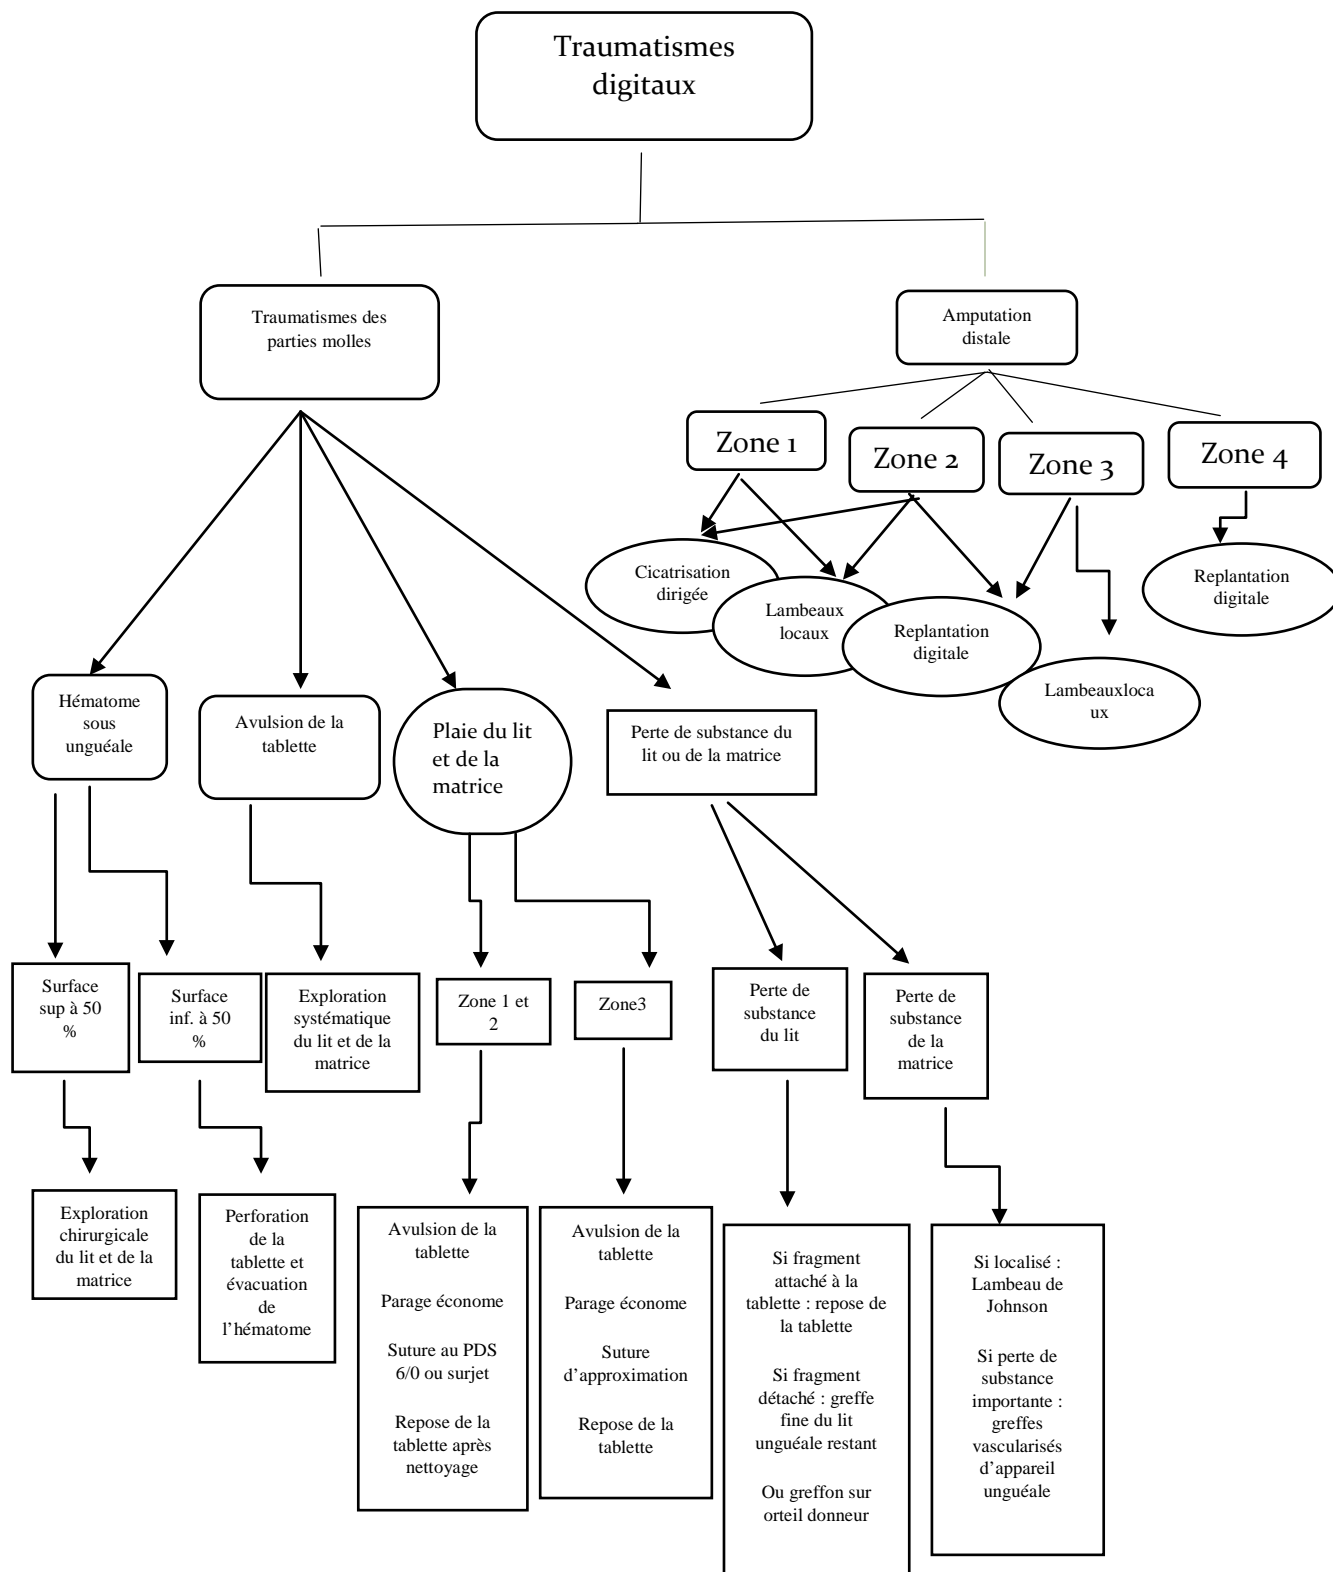 Traumatismes
digitaux
Traumatismes des
parties molles
Amputation
distale
Zone 1
Zone 2
Zone 3
Zone 4
Cicatrisation
dirigée
Lambeaux
locaux
Replantation
digitale
Lambeauxloca
ux
Replantation
digitale
Hématome
sous
unguéale
Avulsion de la
tablette
Plaie du lit
et de la
matrice
Perte de substance du
lit ou de la matrice
Surface
sup à 50
%
Surface
inf. à 50
%
Exploration
systématique
du lit et de la
matrice
Zone 1 et
2
Zone3
Perte de
substance
du lit
Perte de
substance
de la
matrice
Exploration
chirurgicale
du lit et de la
matrice
Perforation
de la
tablette et
évacuation
de
l’hématome
Avulsion de la
tablette
Parage économe
Suture au PDS
6/0 ou surjet
Repose de la
tablette après
nettoyage
Avulsion de la
tablette
Parage économe
Suture
d’approximation
Repose de la
tablette
Si fragment
attaché à la
tablette : repose de
la tablette
Si fragment
détaché : greffe
fine du lit
unguéale restant
Ou greffon sur
orteil donneur
Si localisé :
Lambeau de
Johnson
Si perte de
substance
importante :
greffes
vascularisés
d’appareil
unguéale